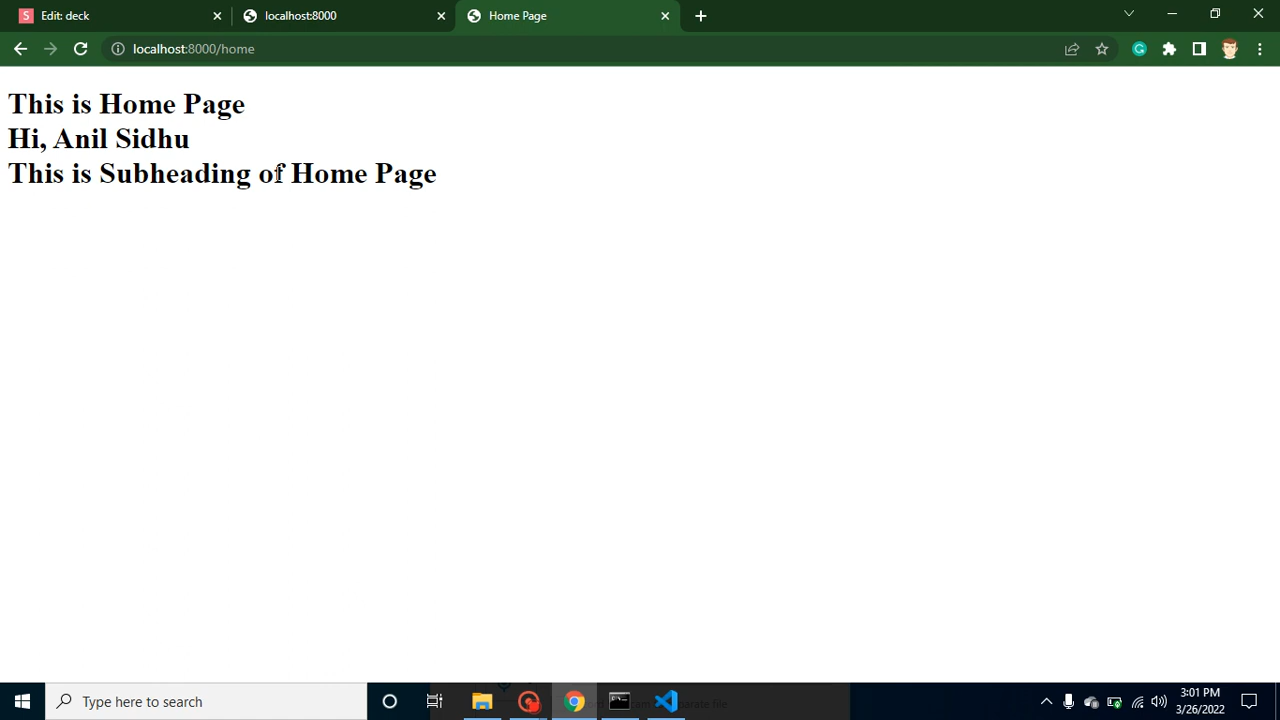 Edit: deck
localhost:8000
Home Page
localhost:8000/home
This is Home Page
Hi, Anil Sidhu
This is Subheading of Home Page
Type here to search
3:01 PM
3/26/2022